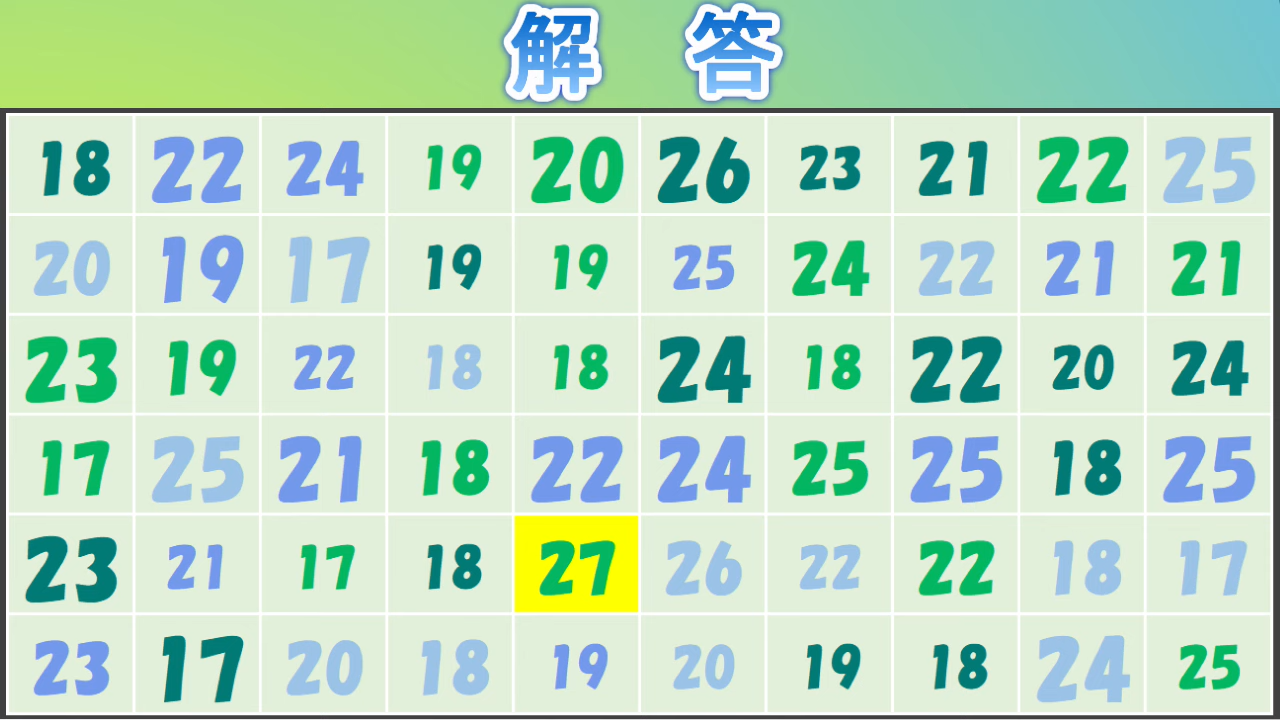 解 答
18 22 24 19 20 26 23 21 22 25
20 19 17 19 19 25 24 22 21 21
23 19 22 18 18 24 18 22 20 24
17 25 21 18 22 24 25 25 18 25
23 21 17 18 27 26 22 22 18 17
23 17 20 18 19 20 19 18 24 25